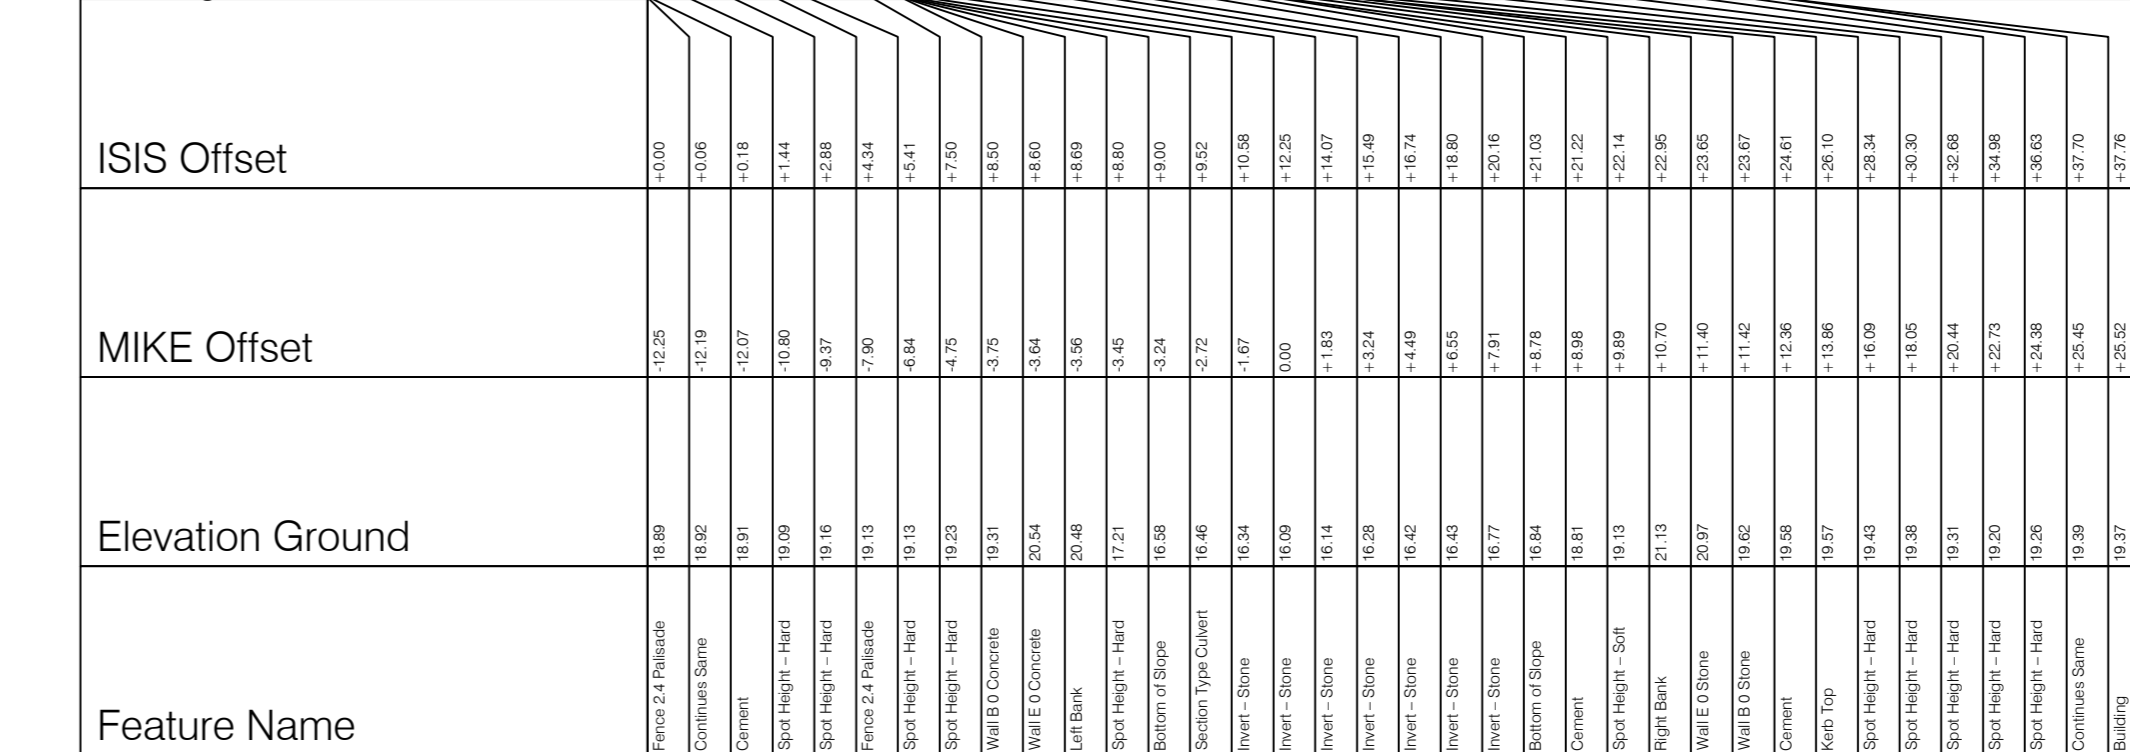 ISIS Offset +0.00 +0.06 +0.18 +1.44 +2.88 +4.34 +5.41 +7.50 +8.50 +8.60 +8.69 +8.80 +9.00 +9.52 +10.58 +12.25 +14.07 +15.49 +16.74 +18.80 +20.16 +21.03 +21.22 +22.14 +22.95 +23.65 +23.67 +24.61 +26.10 +28.34 +30.30 +32.68 +34.98 +36.63 +37.70 +37.76
MIKE Offset -12.25 -12.19 -12.07 -10.80 -9.37 -7.90 -6.84 -4.75 -3.75 -3.64 -3.56 -3.45 -3.24 -2.72 -1.67 0.00 +1.83 +3.24 +4.49 +6.55 +7.91 +8.78 +8.98 +9.89 +10.70 +11.40 +11.42 +12.36 +13.86 +16.09 +18.05 +20.44 +22.73 +24.38 +25.45 +25.52
Elevation Ground 18.89 18.92 18.91 19.09 19.16 19.13 19.13 19.23 19.31 20.54 20.48 17.21 16.58 16.46 16.34 16.09 16.14 16.28 16.42 16.43 16.77 16.84 18.81 19.13 21.13 20.97 19.62 19.58 19.57 19.43 19.38 19.31 19.20 19.26 19.39 19.37
Feature Name
Fence 2.4 Palisade
Continues Same
Cement
Spot Height – Hard
Spot Height – Hard
Fence 2.4 Palisade
Spot Height – Hard
Spot Height – Hard
Wall B 0 Concrete
Wall E 0 Concrete
Left Bank
Spot Height – Hard
Bottom of Slope
Section Type Culvert
Invert – Stone
Invert – Stone
Invert – Stone
Invert – Stone
Invert – Stone
Invert – Stone
Invert – Stone
Bottom of Slope
Cement
Spot Height – Soft
Right Bank
Wall E 0 Stone
Wall B 0 Stone
Cement
Kerb Top
Spot Height – Hard
Spot Height – Hard
Spot Height – Hard
Spot Height – Hard
Spot Height – Hard
Continues Same
Building